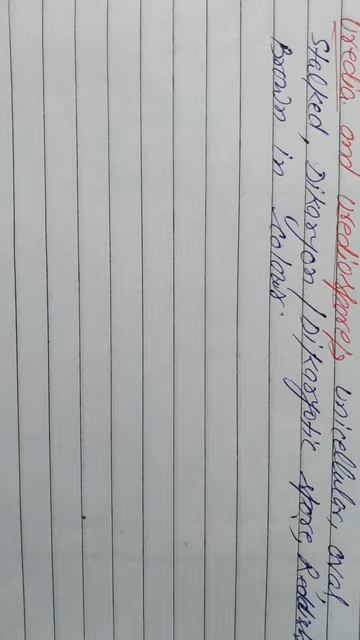 Uredia and urediospores unicellular, oval,
Stalked, Dikaryon / Dikaryotic spore, Reddish
Brown in Colour.